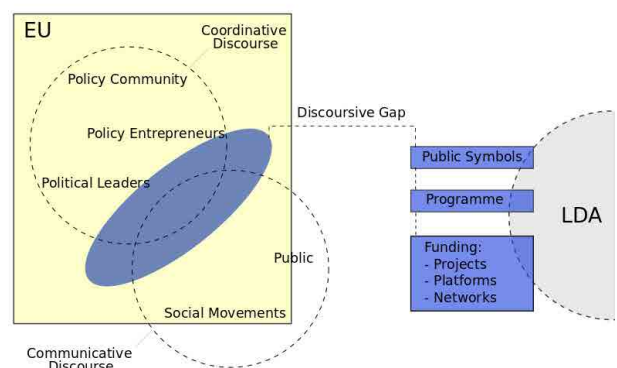 EU
Coordinative
Discourse
Policy Community
Discoursive Gap
Policy Entrepreneurs
Public Symbols
Political Leaders
Programme
LDA
Funding:
- Projects
- Platforms
- Networks
Public
Social Movements
Communicative
Discourse